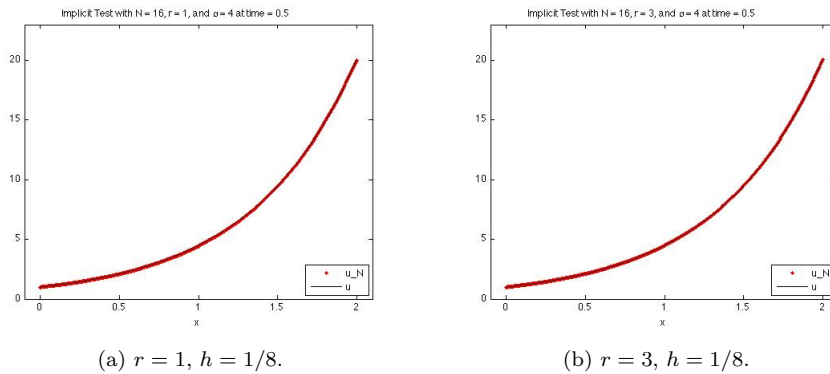 Implicit Test with N = 16, r = 1, and ø = 4 at time = 0.5
20
15
10
5
0
0 0.5 1 1.5 2
x
u_N
u
(a) r = 1, h = 1/8.
Implicit Test with N = 16, r = 3, and ø = 4 at time = 0.5
20
15
10
5
0
0 0.5 1 1.5 2
x
u_N
u
(b) r = 3, h = 1/8.